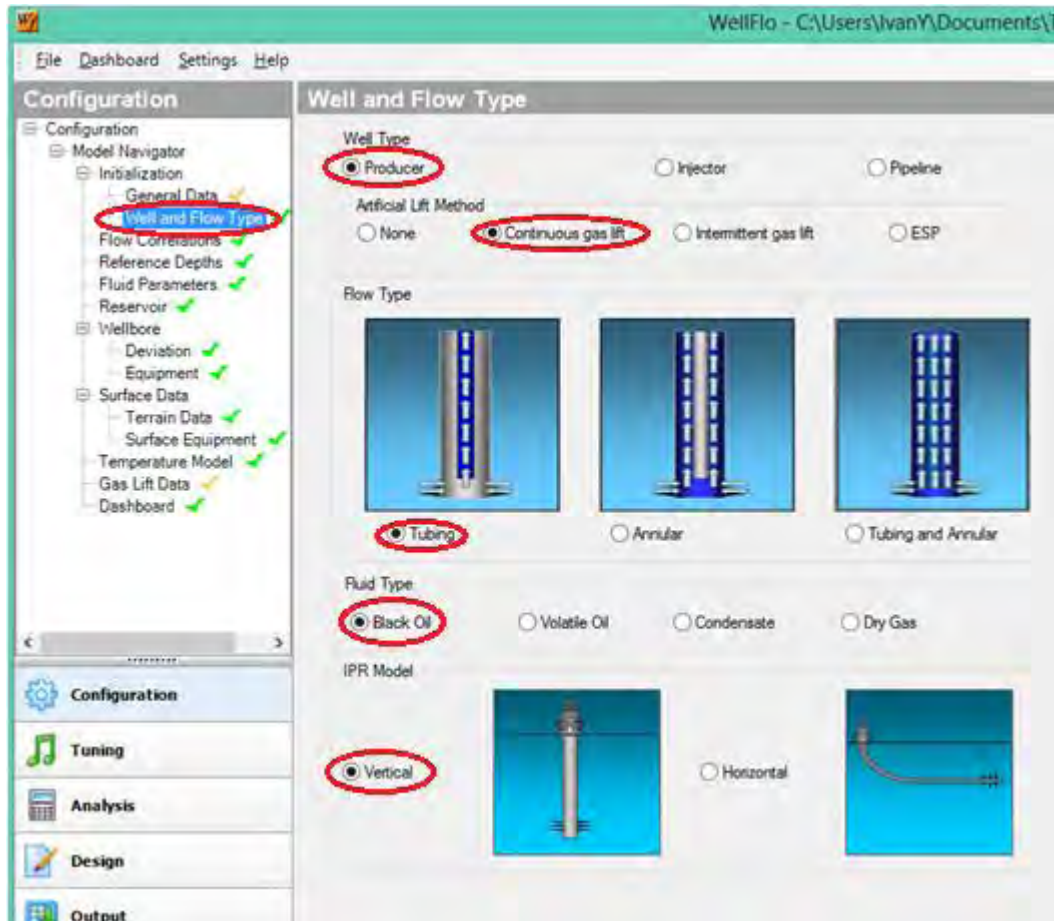 WellFlo - C:\Users\IvanY\Documents\
File Dashboard Settings Help
Configuration
Configuration
Model Navigator
Initialization
General Data
Well and Flow Type
Flow Correlations
Reference Depths
Fluid Parameters
Reservoir
Wellbore
Deviation
Equipment
Surface Data
Terrain Data
Surface Equipment
Temperature Model
Gas Lift Data
Dashboard
Configuration
Tuning
Analysis
Design
Output
Well and Flow Type
Well Type
Producer Injector Pipeline
Artificial Lift Method
None Continuous gas lift Intermittent gas lift ESP
Flow Type
Tubing Annular Tubing and Annular
Fluid Type
Black Oil Volatile Oil Condensate Dry Gas
IPR Model
Vertical Horizontal